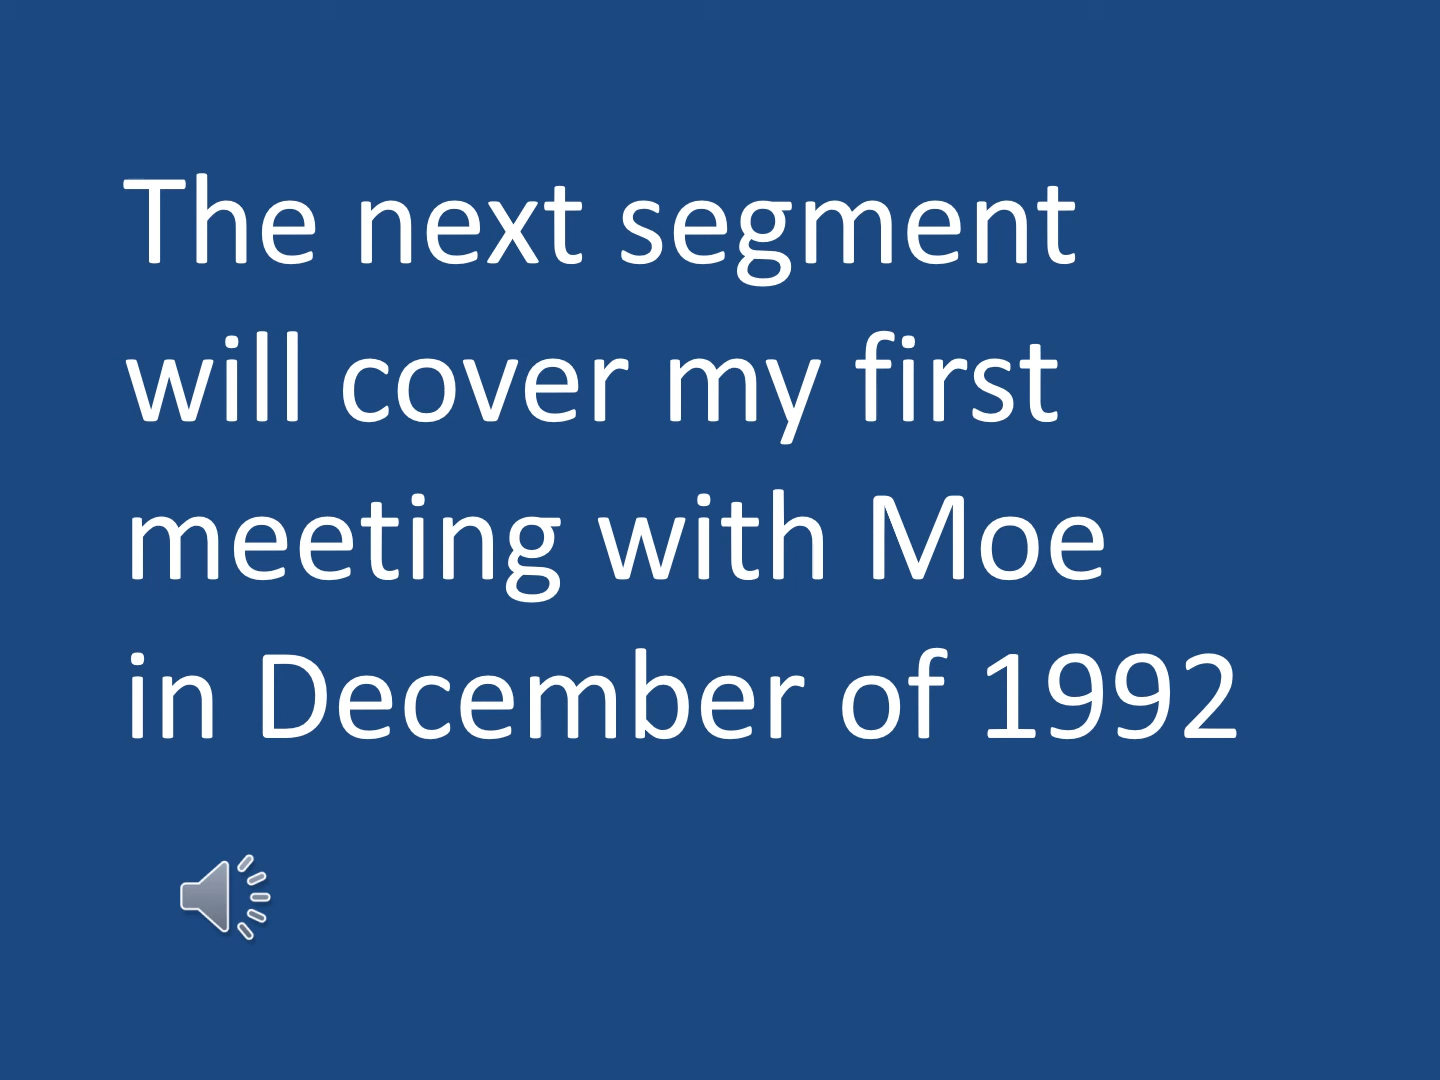 The next segment
will cover my first
meeting with Moe
in December of 1992